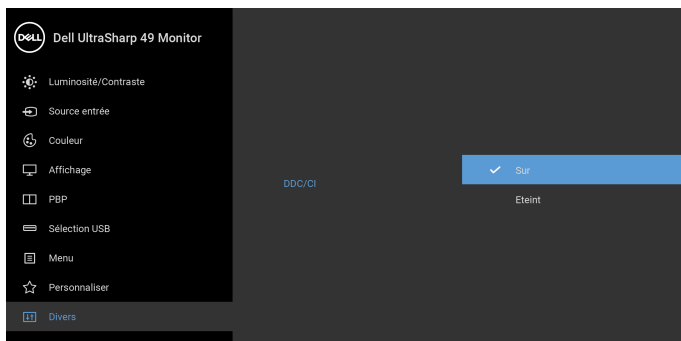 DELL Dell UltraSharp 49 Monitor
Luminosité/Contraste
Source entrée
Couleur
Affichage
PBP
Sélection USB
Menu
Personnaliser
Divers
DDC/CI
Sur
Eteint